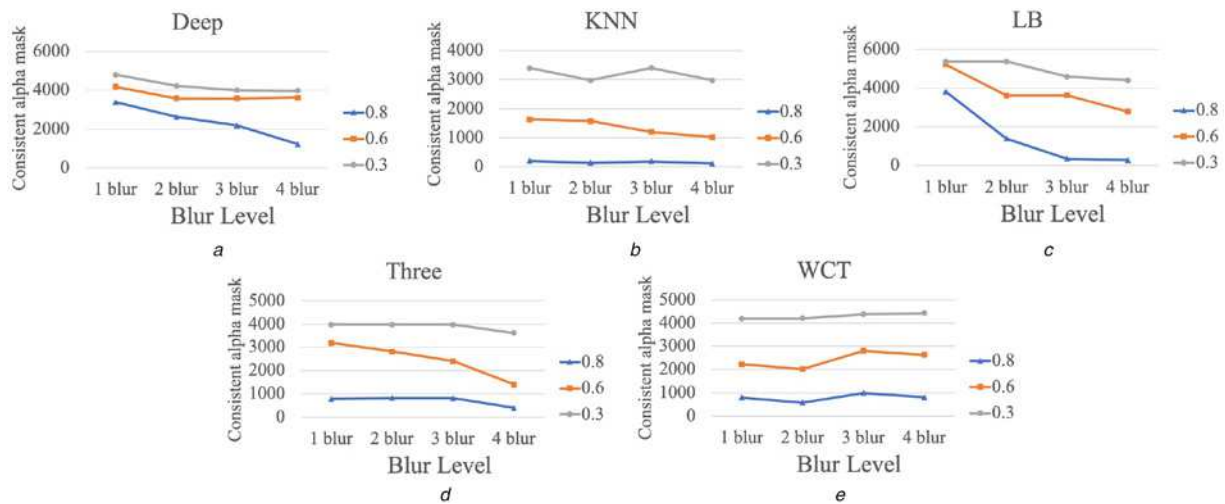 Deep
Consistent alpha mask
6000
4000
2000
0
1 blur 2 blur 3 blur 4 blur
Blur Level
0.8
0.6
0.3
a
KNN
Consistent alpha mask
4000
3000
2000
1000
0
1 blur 2 blur 3 blur 4 blur
Blur Level
0.8
0.6
0.3
b
LB
Consistent alpha mask
6000
4000
2000
0
1 blur 2 blur 3 blur 4 blur
Blur Level
0.8
0.6
0.3
c
Three
Consistent alpha mask
5000
4000
3000
2000
1000
0
1 blur 2 blur 3 blur 4 blur
Blur Level
0.8
0.6
0.3
d
WCT
Consistent alpha mask
5000
4000
3000
2000
1000
0
1 blur 2 blur 3 blur 4 blur
Blur Level
0.8
0.6
0.3
e